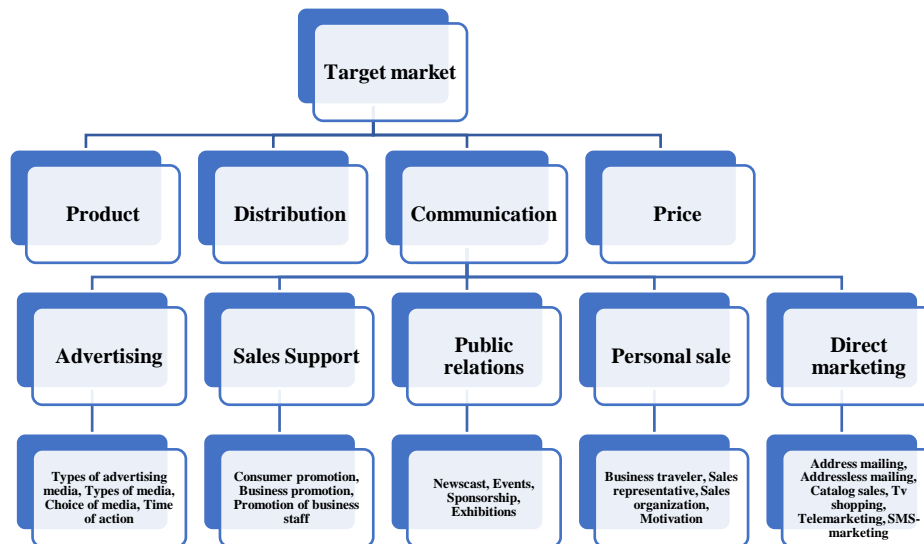 Target market
Product
Distribution
Communication
Price
Advertising
Sales Support
Public
relations
Personal sale
Direct
marketing
Types of advertising
media, Types of media,
Choice of media, Time
of action
Consumer promotion,
Business promotion,
Promotion of business
staff
Newscast, Events,
Sponsorship,
Exhibitions
Business traveler, Sales
representative, Sales
organization,
Motivation
Address mailing,
Addressless mailing,
Catalog sales, Tv
shopping,
Telemarketing, SMS-
marketing